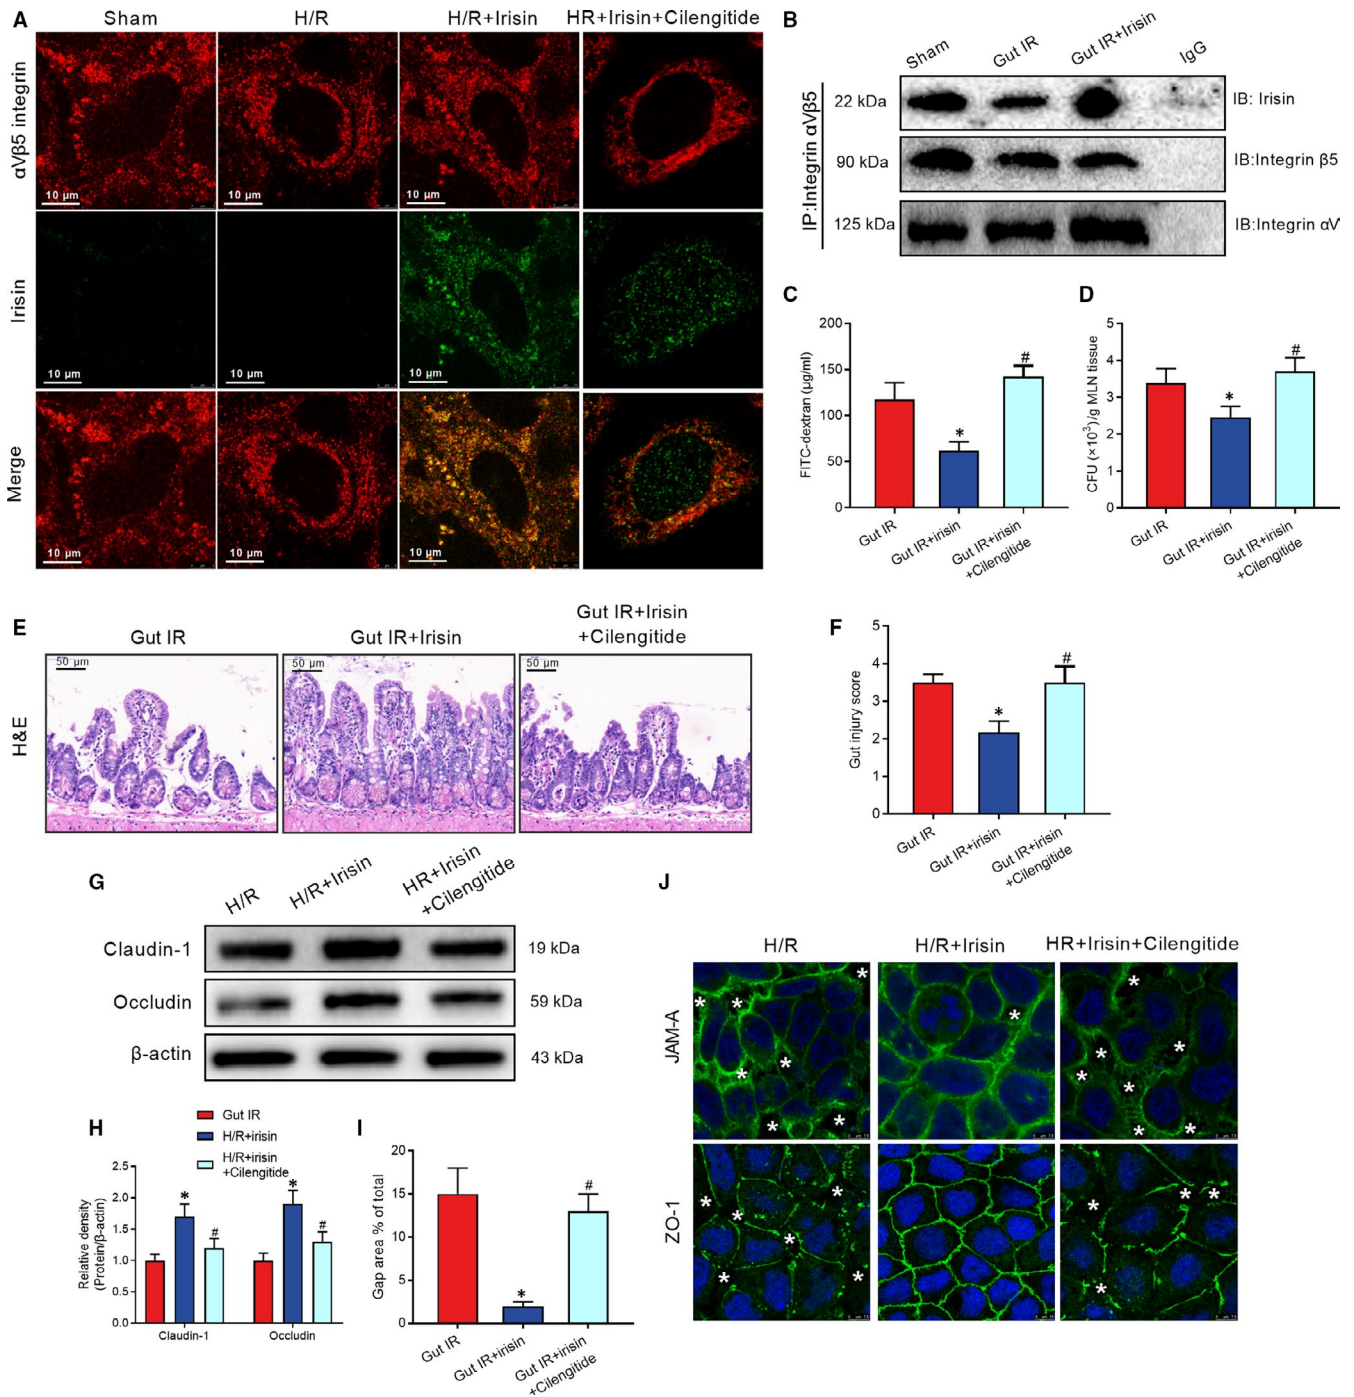 A
Sham
H/R
H/R+Irisin
HR+Irisin+Cilengitide
αVβ5 integrin
10 μm
10 μm
10 μm
10 μm
Irisin
10 μm
10 μm
10 μm
10 μm
Merge
10 μm
10 μm
10 μm
10 μm
B
Sham
Gut IR
Gut IR+Irisin
IgG
IP:Integrin αVβ5
22 kDa
IB: Irisin
90 kDa
IB:Integrin β5
125 kDa
IB:Integrin αV
C
FITC-dextran (μg/ml)
200
150
100
50
0
*
#
Gut IR
Gut IR+irisin
Gut IR+irisin
+Cilengitide
D
CFU (×10³)/g MLN tissue
5
4
3
2
1
0
*
#
Gut IR
Gut IR+irisin
Gut IR+irisin
+Cilengitide
E
Gut IR
Gut IR+Irisin
Gut IR+Irisin
+Cilengitide
H&E
50 μm
50 μm
50 μm
F
Gut injury score
5
4
3
2
1
0
*
#
Gut IR
Gut IR+irisin
Gut IR+irisin
+Cilengitide
G
H/R
H/R+Irisin
HR+Irisin
+Cilengitide
Claudin-1
19 kDa
Occludin
59 kDa
β-actin
43 kDa
H
Gut IR
H/R+irisin
H/R+irisin
+Cilengitide
Relative density
(Protein/β-actin)
2.5
2.0
1.5
1.0
0.5
0.0
*
#
*
#
Claudin-1
Occludin
I
Gap area % of total
20
15
10
5
0
*
#
Gut IR
Gut IR+irisin
Gut IR+irisin
+Cilengitide
J
H/R
H/R+Irisin
HR+Irisin+Cilengitide
JAM-A
* * * * * * *
*
* * * * * *
ZO-1
* * * * * *
* * * *